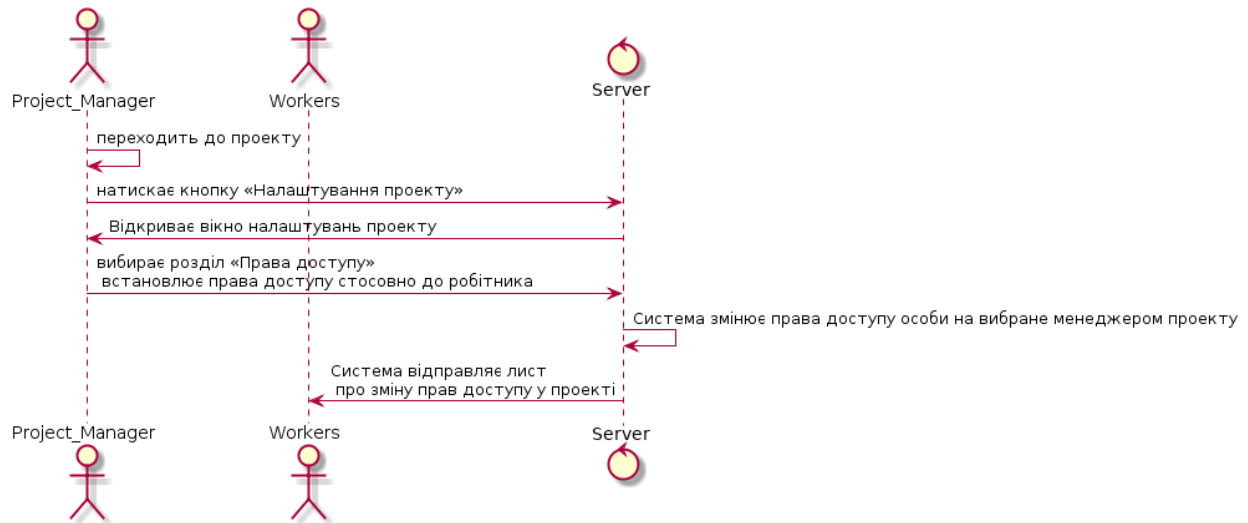 Project_Manager
Workers
Server
переходить до проекту
натискає кнопку «Налаштування проекту»
Відкриває вікно налаштувань проекту
вибирає розділ «Права доступу»
встановлює права доступу стосовно до робітника
Система змінює права доступу особи на вибране менеджером проекту
Система відправляє лист
про зміну прав доступу у проекті
Project_Manager
Workers
Server